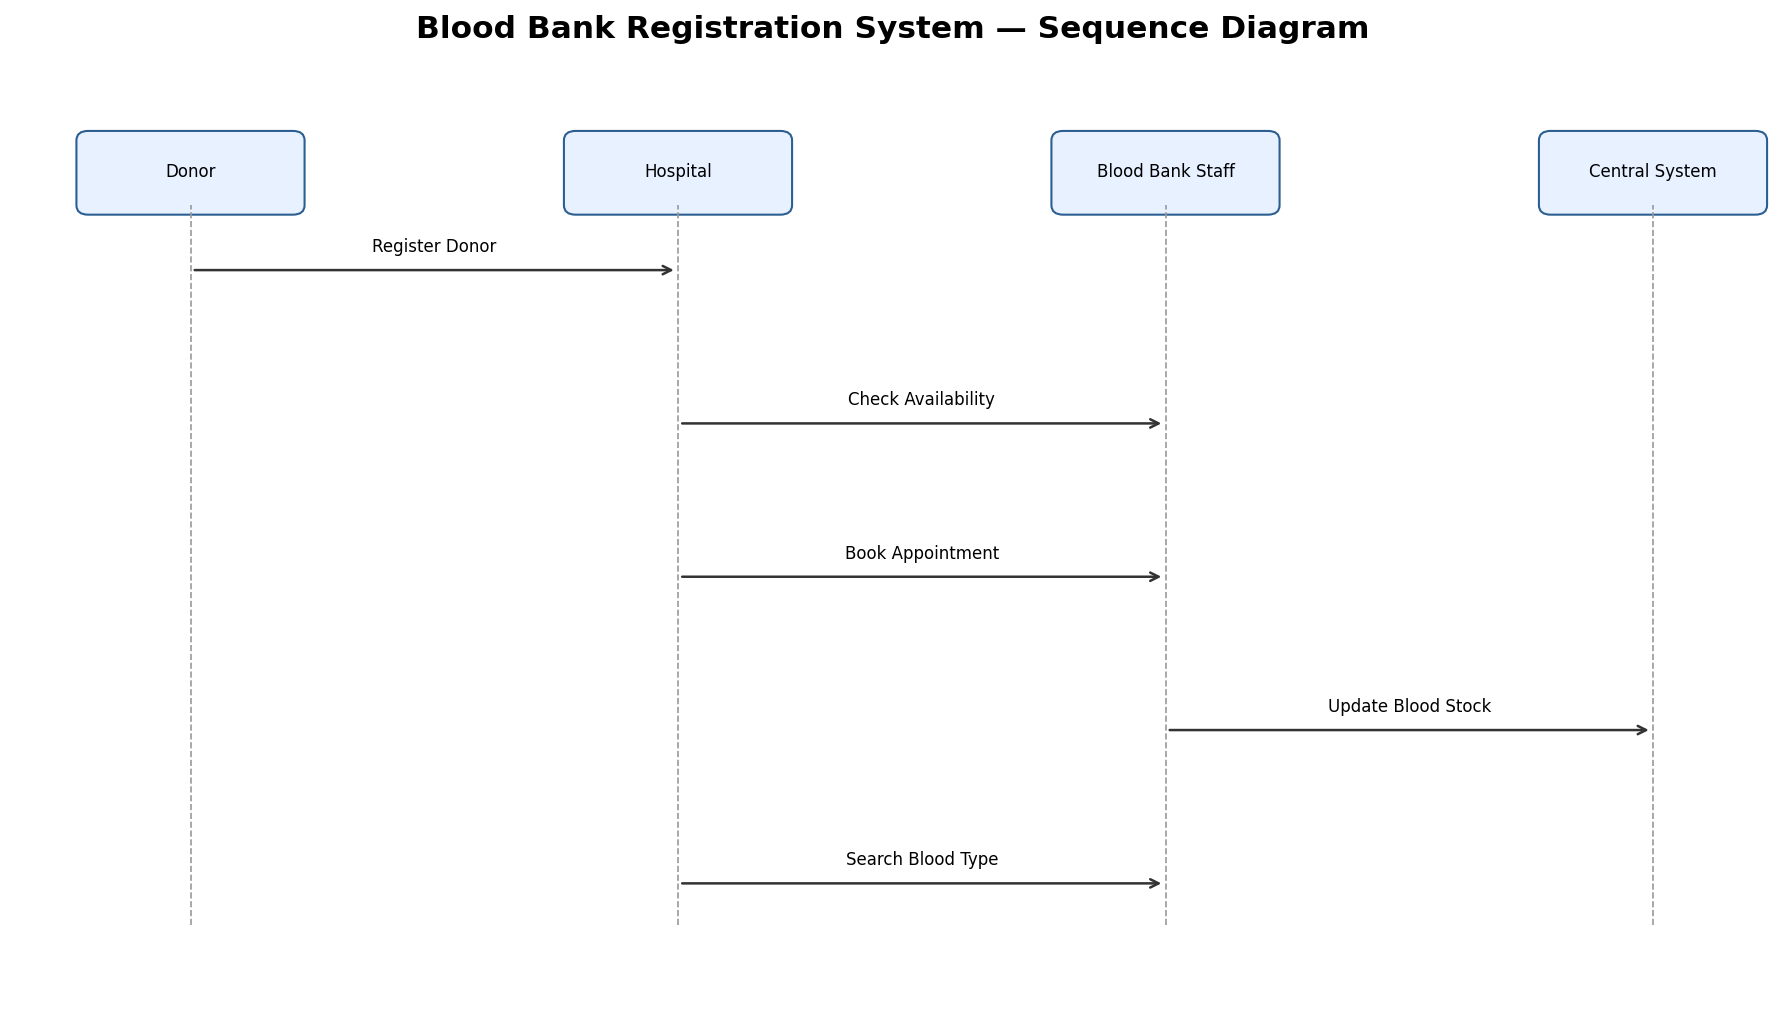 Blood Bank Registration System — Sequence Diagram
Donor
Hospital
Blood Bank Staff
Central System
Register Donor
Check Availability
Book Appointment
Update Blood Stock
Search Blood Type